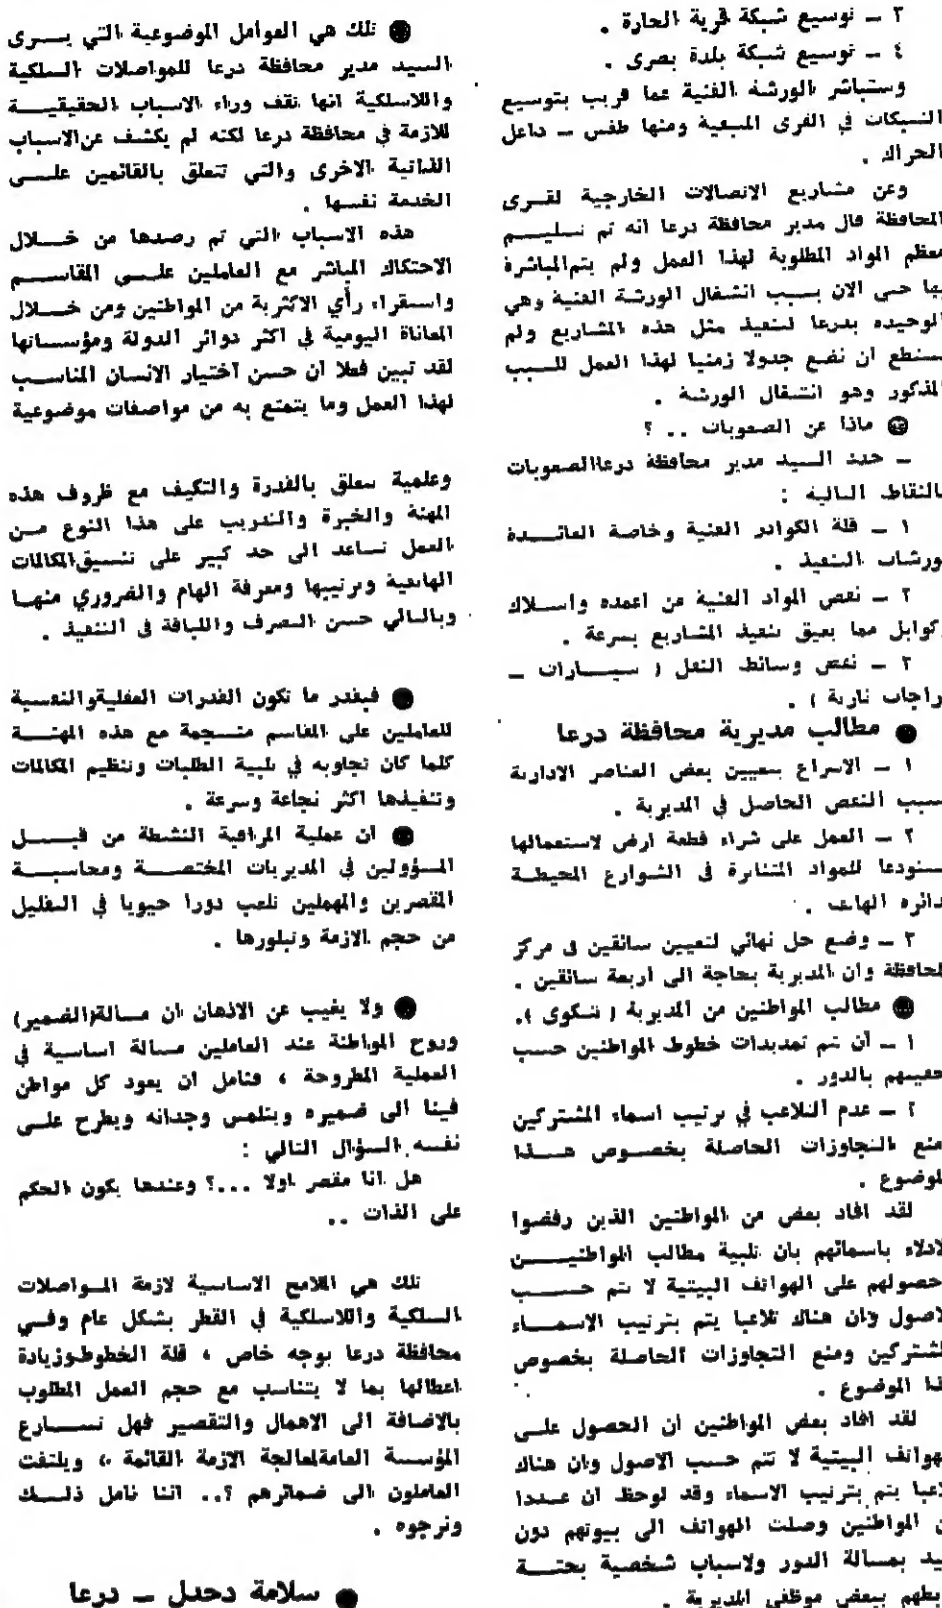 ٣ ــ توسيع شبكة قرية الحارة .
٤ ــ توسيع شبكة بلدة بصرى .
وستباشر الورشة الفنية عما قريب بتوسيع
الشبكات في القرى المتبقية ومنها طفس ــ داعل
الحراك .
وعن مشاريع الاتصالات الخارجية لقرى
المحافظة قال مدير محافظة درعا انه تم تسليم
معظم المواد المطلوبة لهذا العمل ولم يتم المباشرة
بها حتى الان بسبب انشغال الورشة الفنية وهي
الوحيده بدرعا لتنفيذ مثل هذه المشاريع ولم
نستطع ان نضع جدولا زمنيا لهذا العمل للسبب
المذكور وهو انشغال الورشة .
● ماذا عن الصعوبات .. ؟
ــ حدد السيد مدير محافظة درعا الصعوبات
بالنقاط التاليه :
١ ــ قلة الكوادر الفنية وخاصة العائدة
لورشات التنفيذ .
٢ ــ نقص المواد الفنية من اعمده واسلاك
وكوابل مما يعيق تنفيذ المشاريع بسرعة .
٣ ــ نقص وسائط النقل ( سيارات ــ
دراجات نارية ) .
● مطالب مديرية محافظة درعا
١ ــ الاسراع بتعيين بعض العناصر الادارية
بسبب النقص الحاصل في المديرية .
٢ ــ العمل على شراء قطعة ارض لاستعمالها
مستودعا للمواد المتناثرة في الشوارع المحيطة
بدائره الهاتف .
٣ ــ وضع حل نهائي لتعيين سائقين في مركز
المحافظة وان المديرية بحاجة الى اربعة سائقين .
● مطالب المواطنين من المديرية ( شكوى ).
١ ــ أن تتم تمديدات خطوط المواطنين حسب
احقيتهم بالدور .
٢ ــ عدم التلاعب في ترتيب اسماء المشتركين
ومنع التجاوزات الحاصلة بخصوص هذا
الموضوع .
لقد افاد بعض من المواطنين الذين رفضوا
الادلاء باسمائهم بان تلبية مطالب المواطنين
وحصولهم على الهواتف البيتية لا تتم حسب
الاصول وان هناك تلاعبا يتم بترتيب الاسماء
المشتركين ومنع التجاوزات الحاصلة بخصوص
هذا الموضوع .
لقد افاد بعض المواطنين ان الحصول على
الهواتف البيتية لا تتم حسب الاصول وان هناك
تلاعبا يتم بترتيب الاسماء وقد لوحظ ان عددا
من المواطنين وصلت الهواتف الى بيوتهم دون
التقيد بمسالة الدور ولاسباب شخصية بحتة
تربطهم ببعض موظفي المديرية .
● تلك هي العوامل الموضوعية التي يرى
السيد مدير محافظة درعا للمواصلات السلكية
واللاسلكية انها تقف وراء الاسباب الحقيقية
للازمة في محافظة درعا لكنه لم يكشف عن الاسباب
الذاتية الاخرى والتي تتعلق بالقائمين على
الخدمة نفسها .
هذه الاسباب التي تم رصدها من خلال
الاحتكاك المباشر مع العاملين على المقاسم
واستقراء رأي الاكثرية من المواطنين ومن خلال
المعاناة اليومية في اكثر دوائر الدولة ومؤسساتها
لقد تبين فعلا ان حسن اختيار الانسان المناسب
لهذا العمل وما يتمتع به من مواصفات موضوعية
وعلمية تتعلق بالقدرة والتكيف مع ظروف هذه
المهنة والخبرة والتدريب على هذا النوع من
العمل تساعد الى حد كبير على تنسيق المكالمات
الهاتفية وترتيبها ومعرفة الهام والضروري منها
وبالتالي حسن التصرف واللباقة في التنفيذ .
● فبقدر ما تكون القدرات العقلية والنفسية
للعاملين على المقاسم منسجمة مع هذه المهنة
كلما كان تجاوبه في تلبية الطلبات وتنظيم المكالمات
وتنفيذها اكثر نجاعة وسرعة .
● ان عملية المراقبة النشطة من قبل
المسؤولين في المديريات المختصة ومحاسبة
المقصرين والمهملين تلعب دورا حيويا في التقليل
من حجم الازمة وتبلورها .
● ولا يغيب عن الاذهان ان مسالة (الضمير)
وروح المواطنة عند العاملين مسالة اساسية في
العملية المطروحة ، فنامل ان يعود كل مواطن
فينا الى ضميره ويتلمس وجدانه ويطرح على
نفسه السؤال التالي :
هل انا مقصر اولا ...؟ وعندها يكون الحكم
على الذات ..
تلك هي الملامح الاساسية لازمة المواصلات
السلكية واللاسلكية في القطر بشكل عام وفي
محافظة درعا بوجه خاص ، قلة الخطوط وزيادة
اعطالها بما لا يتناسب مع حجم العمل المطلوب
بالاضافة الى الاهمال والتقصير فهل تسارع
المؤسسة العامة لمعالجة الازمة القائمة ، ويلتفت
العاملون الى ضمائرهم ؟.. اننا نامل ذلك
ونرجوه .
● سلامة دحدل ــ درعا